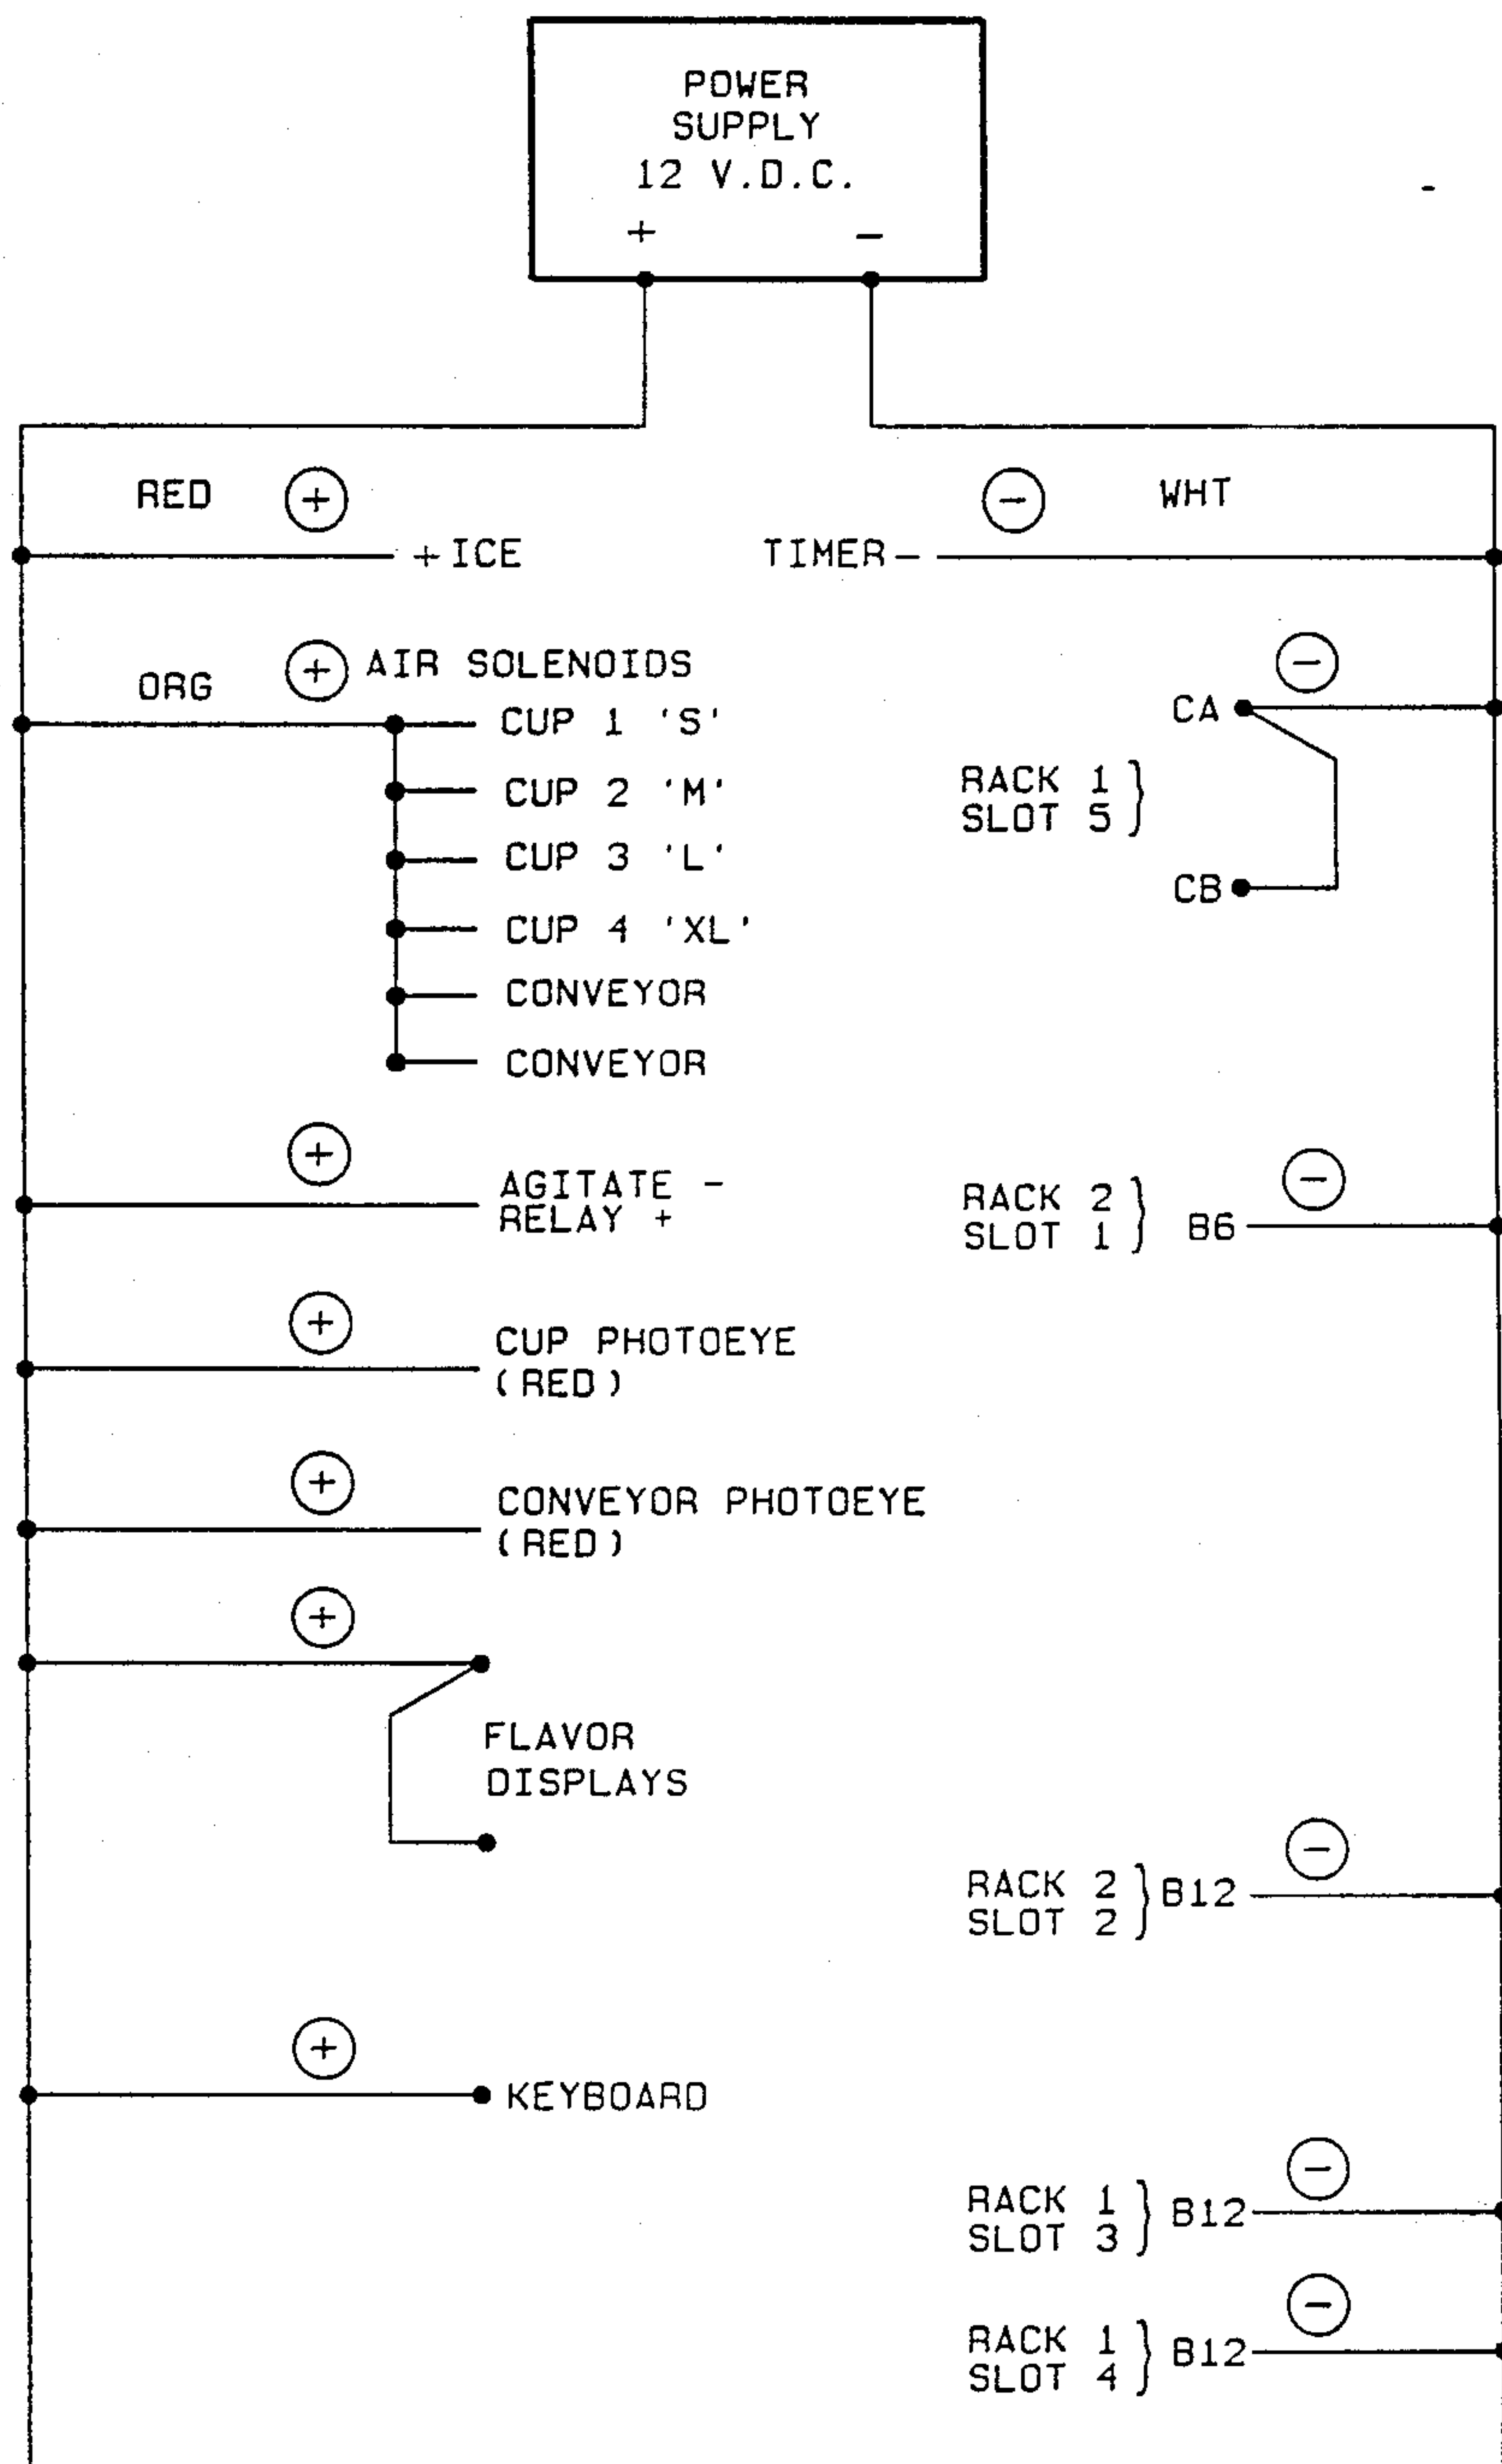 POWER
SUPPLY
12 V.D.C.
+ −
RED + − WHT
+ICE TIMER−
ORG + AIR SOLENOIDS −
CUP 1 'S' CA
CUP 2 'M' RACK 1
SLOT 5
CUP 3 'L'
CB
CUP 4 'XL'
CONVEYOR
CONVEYOR
+ −
AGITATE − RACK 2
RELAY + SLOT 1 B6
+
CUP PHOTOEYE
(RED)
+
CONVEYOR PHOTOEYE
(RED)
+
FLAVOR
DISPLAYS
−
RACK 2 B12
SLOT 2
+
KEYBOARD
−
RACK 1 B12
SLOT 3
−
RACK 1 B12
SLOT 4